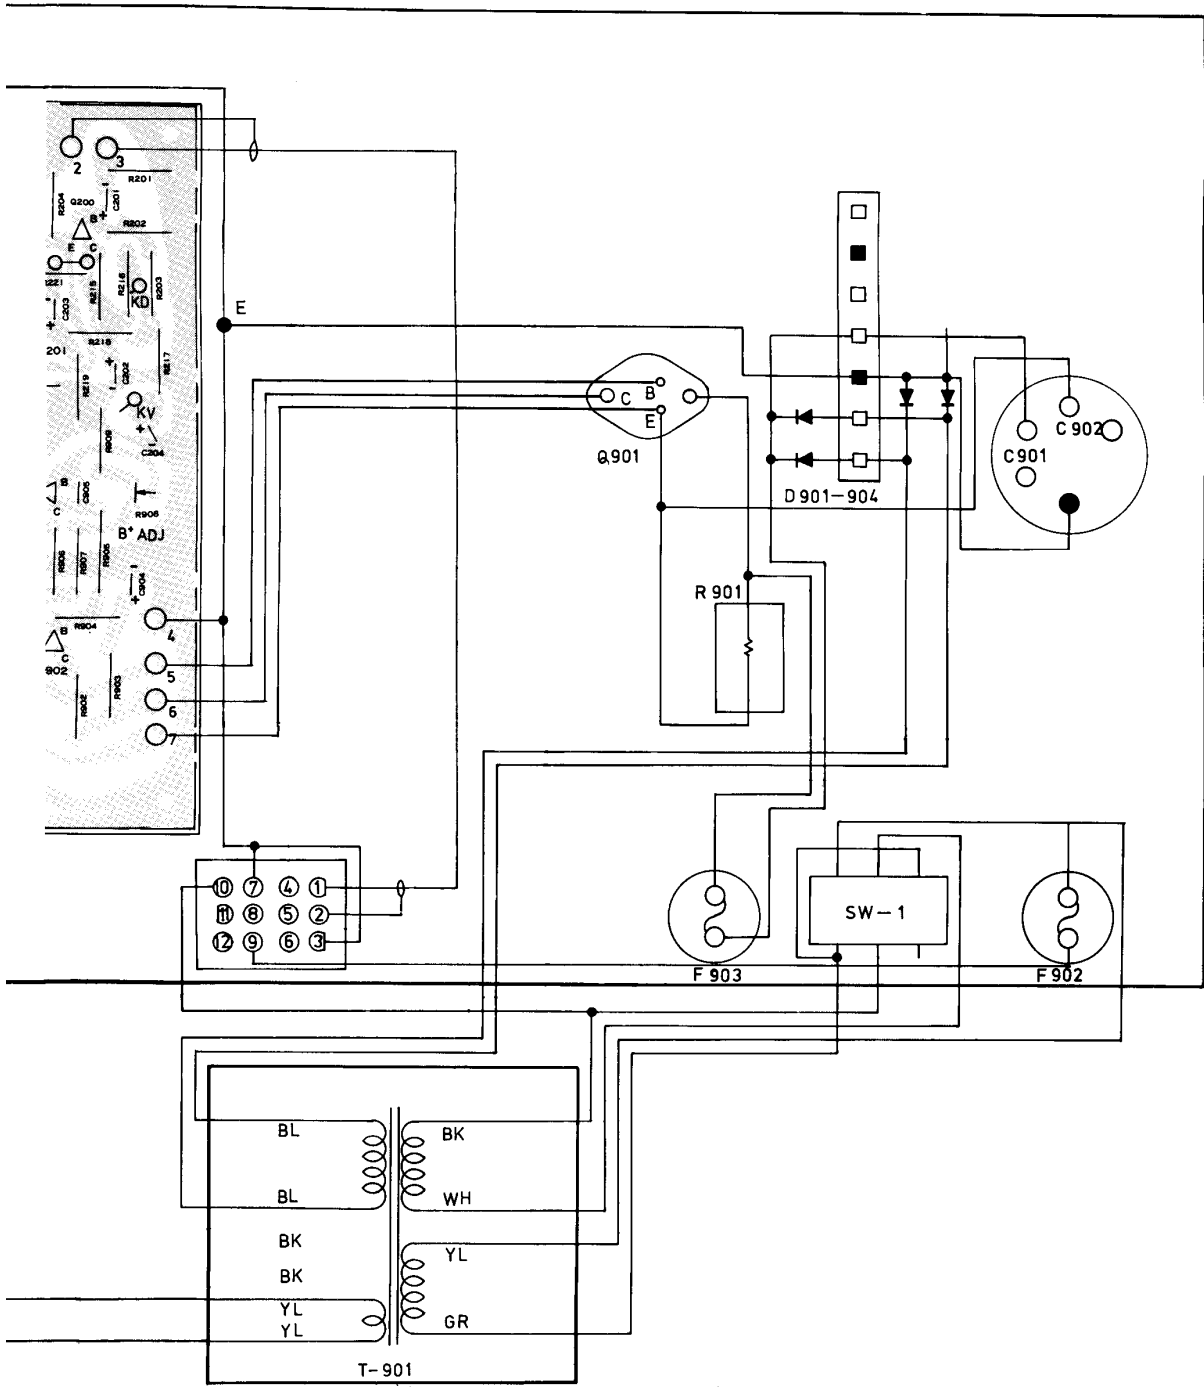 2
3
R201
R204
Q200
C201
B
R202
E
C
R221
R215
R216
KD
R203
C203
E
R218
201
R219
C202
R217
KV
R909
C204
B
C
C905
R908
B+ ADJ
R906
R907
R905
C904
R904
4
B
C
902
5
R903
R902
6
7
B
C
E
Q901
D901-904
C902
C901
R901
10 7 4 1
11 8 5 2
12 9 6 3
SW-1
F903
F902
BL
BK
BL
WH
BK
YL
BK
YL
GR
YL
T-901